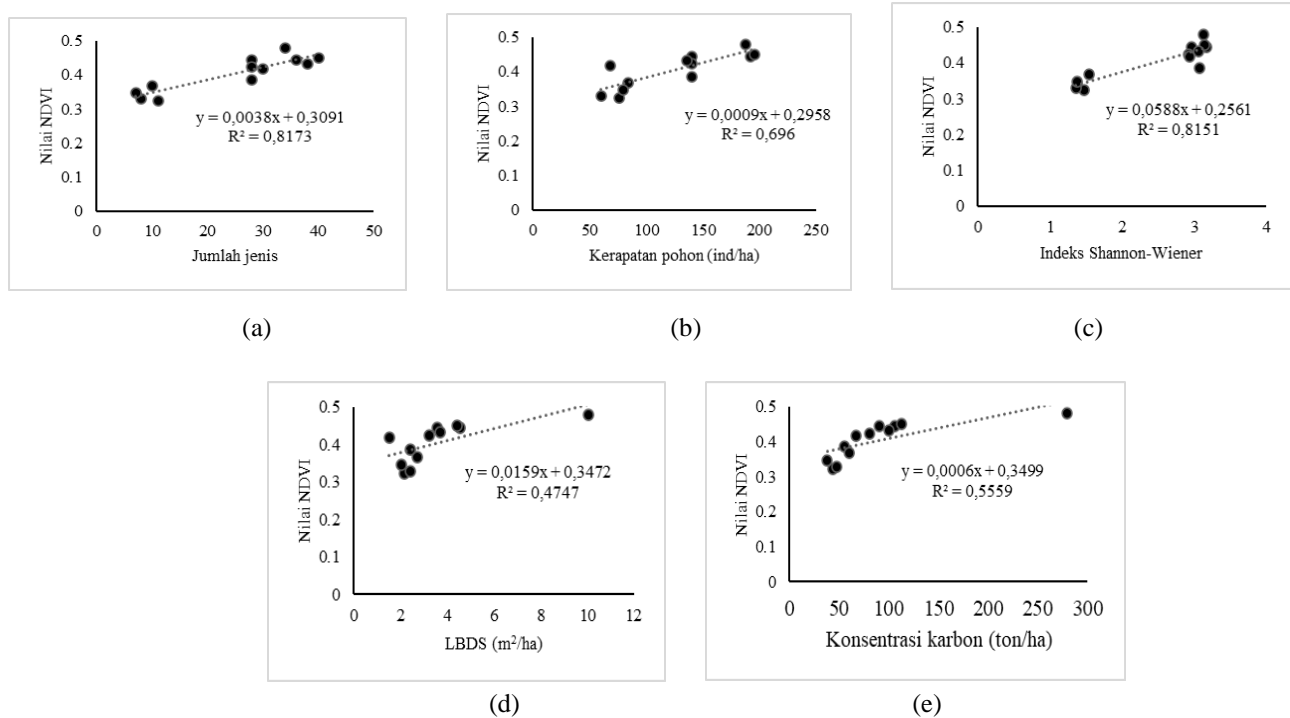 0.5
0.4
0.3
0.2
0.1
0
Nilai NDVI
y = 0,0038x + 0,3091
R² = 0,8173
0 10 20 30 40 50
Jumlah jenis
(a)
0.5
0.4
0.3
0.2
0.1
0
Nilai NDVI
y = 0,0009x + 0,2958
R² = 0,696
0 50 100 150 200 250
Kerapatan pohon (ind/ha)
(b)
0.5
0.4
0.3
0.2
0.1
0
Nilai NDVI
y = 0,0588x + 0,2561
R² = 0,8151
0 1 2 3 4
Indeks Shannon-Wiener
(c)
0.5
0.4
0.3
0.2
0.1
0
Nilai NDVI
y = 0,0159x + 0,3472
R² = 0,4747
0 2 4 6 8 10 12
LBDS (m²/ha)
(d)
0.5
0.4
0.3
0.2
0.1
0
Nilai NDVI
y = 0,0006x + 0,3499
R² = 0,5559
0 50 100 150 200 250 300
Konsentrasi karbon (ton/ha)
(e)